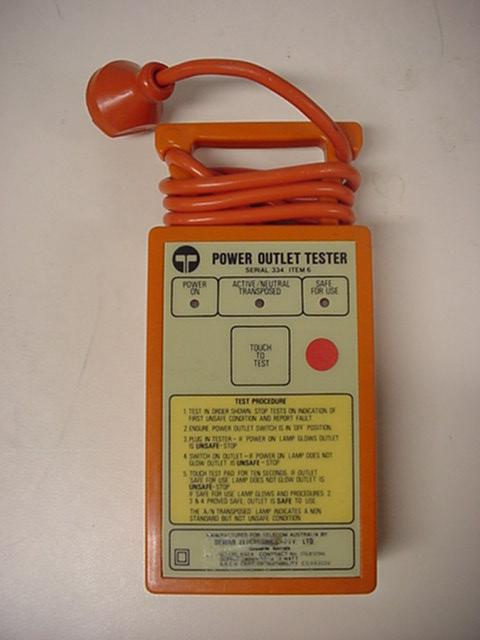 POWER OUTLET TESTER
SERIAL 334 ITEM 6
POWER
ON
ACTIVE/NEUTRAL
TRANSPOSED
SAFE
FOR USE
TOUCH
TO
TEST
TEST PROCEDURE
1 TEST IN ORDER SHOWN. STOP TESTS ON INDICATION OF
FIRST UNSAFE CONDITION AND REPORT FAULT.
2. ENSURE POWER OUTLET SWITCH IS IN OFF POSITION.
3. PLUG IN TESTER - IF POWER ON LAMP GLOWS OUTLET
IS UNSAFE - STOP
4 SWITCH ON OUTLET - IF POWER ON LAMP DOES NOT
GLOW OUTLET IS UNSAFE - STOP
5. TOUCH TEST PAD FOR TEN SECONDS. IF OUTLET
SAFE FOR USE LAMP DOES NOT GLOW OUTLET IS
UNSAFE - STOP
IF SAFE FOR USE LAMP GLOWS AND PROCEDURES 2,
3 & 4 PROVED SAFE, OUTLET IS SAFE TO USE.
THE A/N TRANSPOSED LAMP INDICATES A NON
STANDARD BUT NOT UNSAFE CONDITION
MANUFACTURED FOR TELECOM AUSTRALIA BY
ELECTRONICS PTY. LTD.
CONTRACT No.